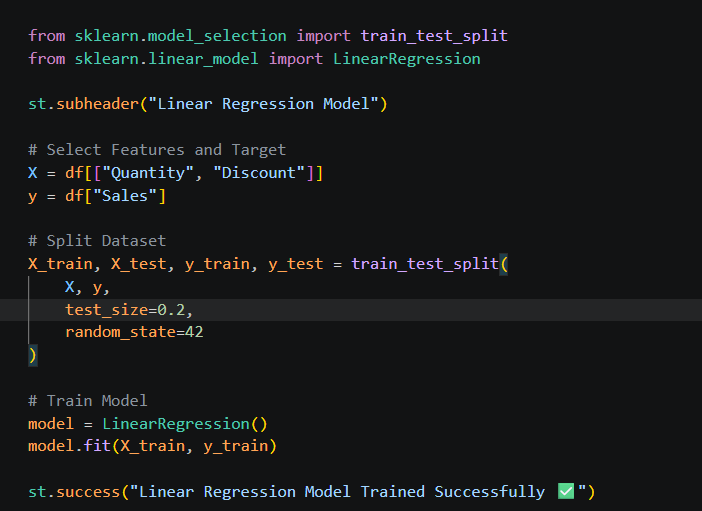 from sklearn.model_selection import train_test_split
from sklearn.linear_model import LinearRegression
st.subheader("Linear Regression Model")
# Select Features and Target
X = df[["Quantity", "Discount"]]
y = df["Sales"]
# Split Dataset
X_train, X_test, y_train, y_test = train_test_split(
    X, y,
    test_size=0.2,
    random_state=42
)
# Train Model
model = LinearRegression()
model.fit(X_train, y_train)
st.success("Linear Regression Model Trained Successfully ✅")